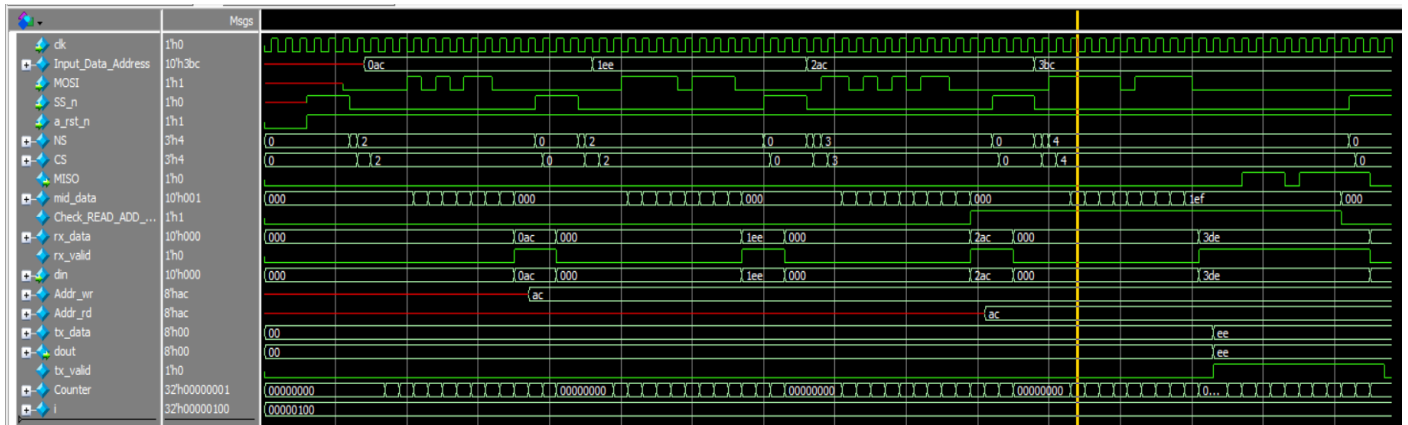 Msgs
clk 1'h0
Input_Data_Address 10'h3bc 0ac 1ee 2ac 3bc
MOSI 1'h1
SS_n 1'h0
a_rst_n 1'h1
NS 3'h4 0 2 0 2 0 3 0 4 0
CS 3'h4 0 2 0 2 0 3 0 4 0
MISO 1'h0
mid_data 10'h001 000 000 000 000 1ef 000
Check_READ_ADD_... 1'h1
rx_data 10'h000 000 0ac 000 1ee 000 2ac 000 3de
rx_valid 1'h0
din 10'h000 000 0ac 000 1ee 000 2ac 000 3de
Addr_wr 8'hac ac
Addr_rd 8'hac ac
tx_data 8'h00 00 ee
dout 8'h00 00 ee
tx_valid 1'h0
Counter 32'h00000001 00000000 00000000 00000000 00000000 0...
i 32'h00000100 00000100